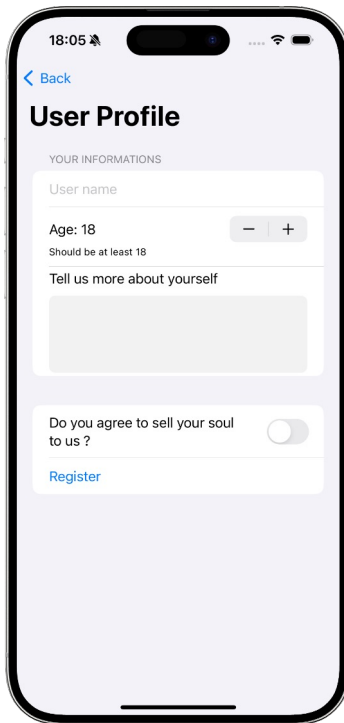 18:05
Back
User Profile
YOUR INFORMATIONS
User name
Age: 18
Should be at least 18
Tell us more about yourself
Do you agree to sell your soul
to us ?
Register